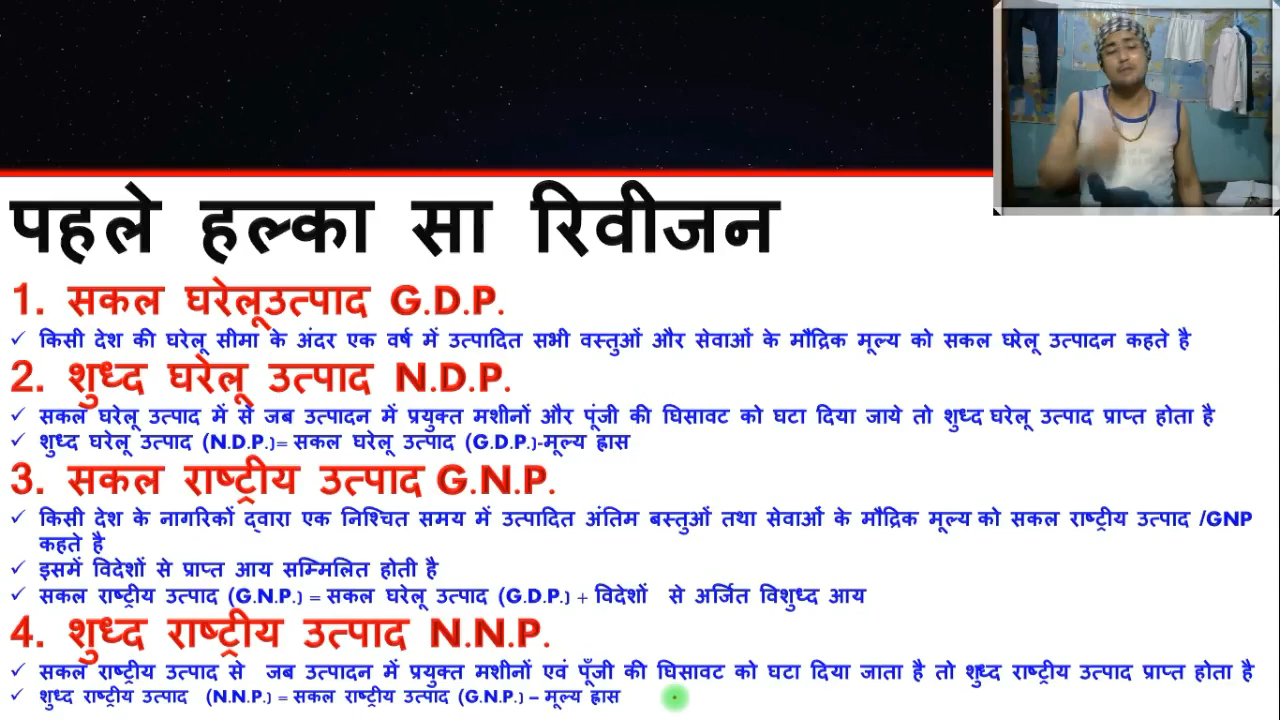 पहले हल्का सा रिवीजन
1. सकल घरेलूउत्पाद G.D.P.
✓ किसी देश की घरेलू सीमा के अंदर एक वर्ष में उत्पादित सभी वस्तुओं और सेवाओं के मौद्रिक मूल्य को सकल घरेलू उत्पादन कहते है
2. शुध्द घरेलू उत्पाद N.D.P.
✓ सकल घरेलू उत्पाद में से जब उत्पादन में प्रयुक्त मशीनों और पूंजी की घिसावट को घटा दिया जाये तो शुध्द घरेलू उत्पाद प्राप्त होता है
✓ शुध्द घरेलू उत्पाद (N.D.P.)= सकल घरेलू उत्पाद (G.D.P.)-मूल्य ह्रास
3. सकल राष्ट्रीय उत्पाद G.N.P.
✓ किसी देश के नागरिकों द्वारा एक निश्चित समय में उत्पादित अंतिम बस्तुओं तथा सेवाओं के मौद्रिक मूल्य को सकल राष्ट्रीय उत्पाद /GNP
कहते है
✓ इसमें विदेशों से प्राप्त आय सम्मिलित होती है
✓ सकल राष्ट्रीय उत्पाद (G.N.P.) = सकल घरेलू उत्पाद (G.D.P.) + विदेशों से अर्जित विशुध्द आय
4. शुध्द राष्ट्रीय उत्पाद N.N.P.
✓ सकल राष्ट्रीय उत्पाद से जब उत्पादन में प्रयुक्त मशीनों एवं पूँजी की घिसावट को घटा दिया जाता है तो शुध्द राष्ट्रीय उत्पाद प्राप्त होता है
✓ शुध्द राष्ट्रीय उत्पाद (N.N.P.) = सकल राष्ट्रीय उत्पाद (G.N.P.) – मूल्य ह्रास